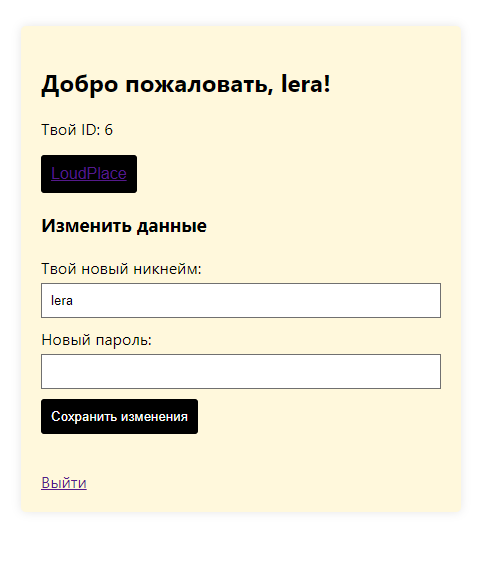 Добро пожаловать, lera!
Твой ID: 6
LoudPlace
Изменить данные
Твой новый никнейм:
lera
Новый пароль:
Сохранить изменения
Выйти